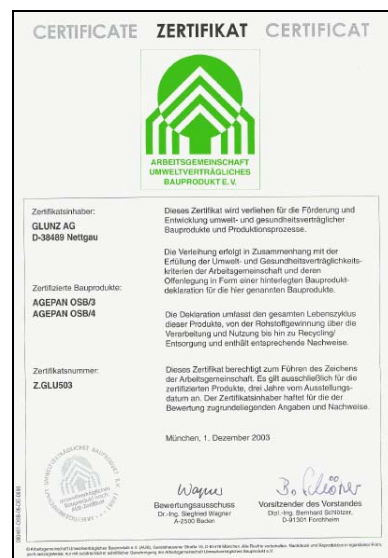 CERTIFICATE ZERTIFIKAT CERTIFICAT
ARBEITSGEMEINSCHAFT
UMWELTVERTRÄGLICHES
BAUPRODUKT E. V.
Zertifikatsinhaber:
GLUNZ AG
D-38489 Nettgau
Dieses Zertifikat wird verliehen für die Förderung und
Entwicklung umwelt- und gesundheitsverträglicher
Bauprodukte und Produktionsprozesse.
Die Verleihung erfolgt in Zusammenhang mit der
Erfüllung der Umwelt- und Gesundheitsverträglichkeits-
kriterien der Arbeitsgemeinschaft und deren
Offenlegung in Form einer hinterlegten Bauprodukt-
deklaration für die hier genannten Bauprodukte.
Zertifizierte Bauprodukte:
AGEPAN OSB/3
AGEPAN OSB/4
Die Deklaration umfasst den gesamten Lebenszyklus
dieser Produkte, von der Rohstoffgewinnung über die
Verarbeitung und Nutzung bis hin zu Recycling/
Entsorgung und enthält entsprechende Nachweise.
Zertifikatsnummer:
Z.GLU503
Dieses Zertifikat berechtigt zum Führen des Zeichens
der Arbeitsgemeinschaft. Es gilt ausschließlich für die
zertifizierten Produkte, drei Jahre vom Ausstellungs-
datum an. Der Zertifikatsinhaber haftet für die der
Bewertung zugrundeliegenden Angaben und Nachweise.
München, 1. Dezember 2003
Bewertungsausschuss
Dr.-Ing. Siegfried Wagner
A-2500 Baden
Vorsitzender des Vorstandes
Dipl.-Ing. Bernhard Schlötzer,
D-91301 Forchheim